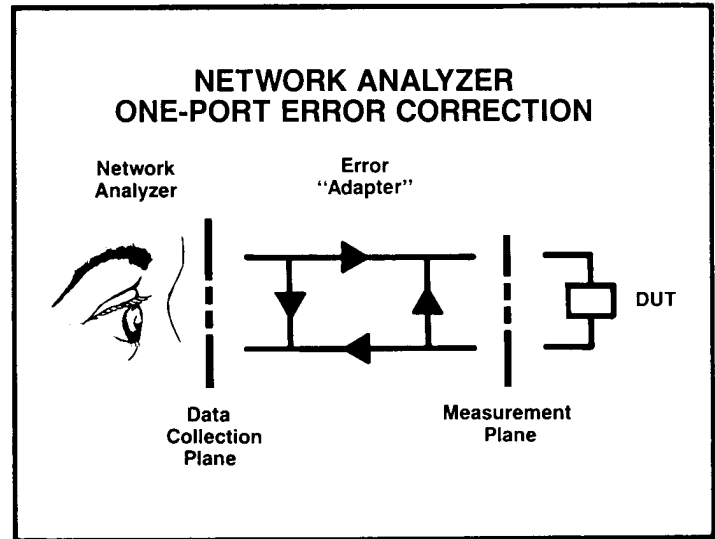 NETWORK ANALYZER
ONE-PORT ERROR CORRECTION
Network
Analyzer
Error
"Adapter"
DUT
Data
Collection
Plane
Measurement
Plane